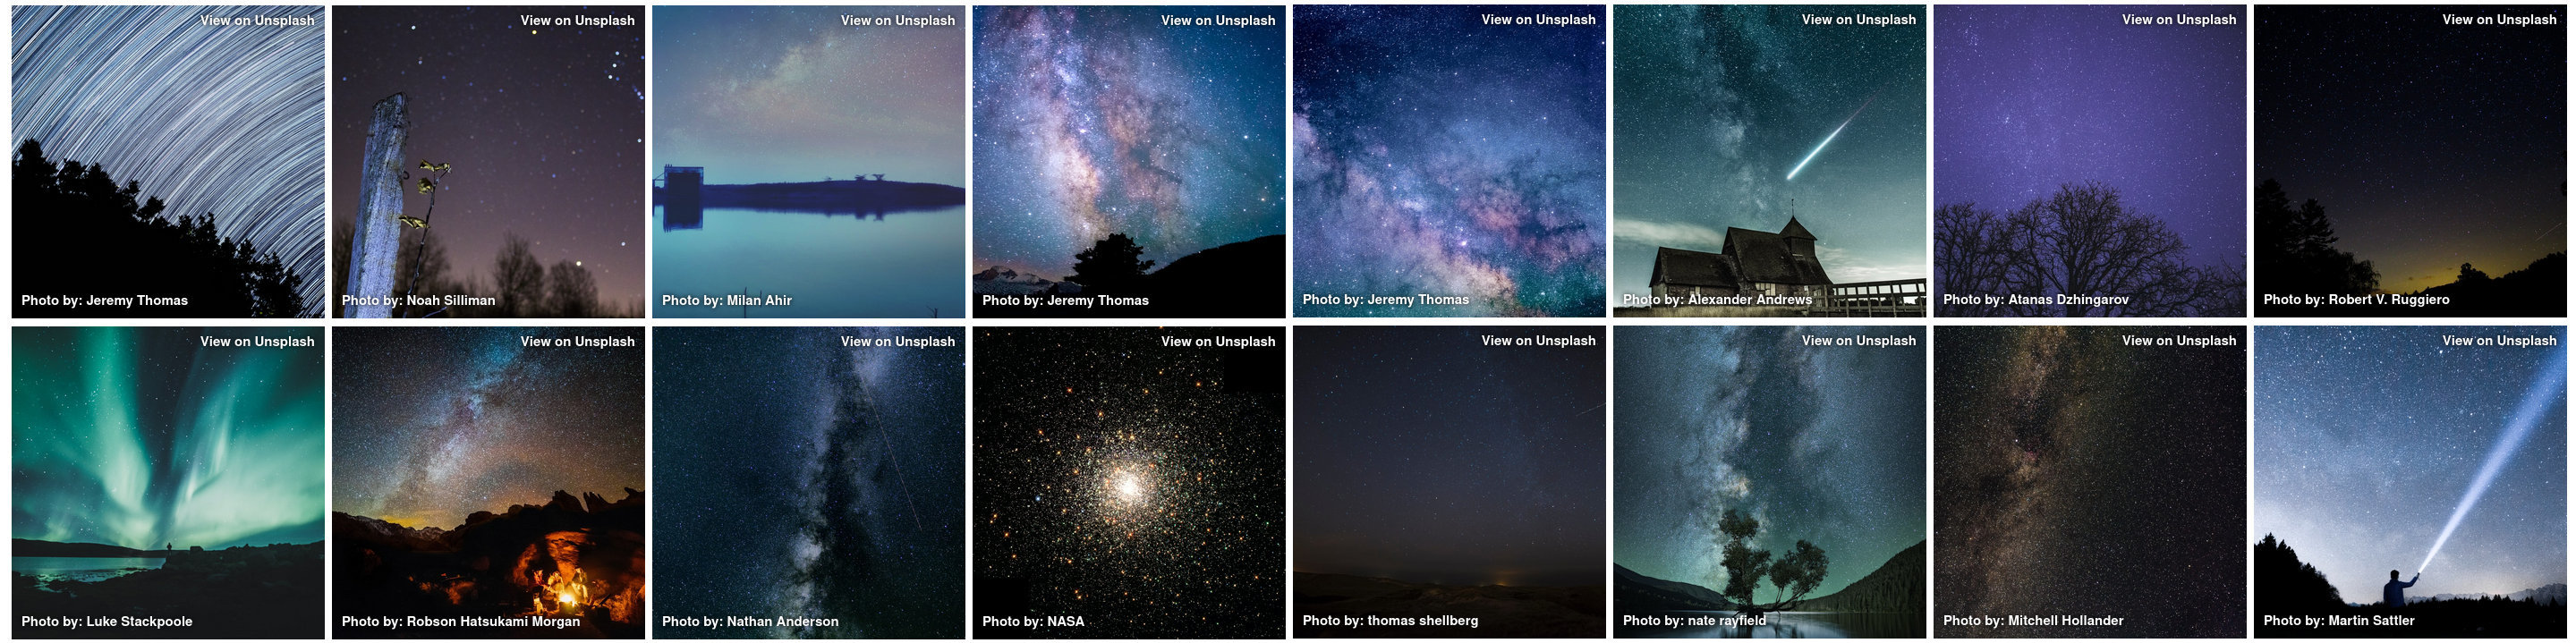 View on Unsplash
View on Unsplash
View on Unsplash
View on Unsplash
View on Unsplash
View on Unsplash
View on Unsplash
View on Unsplash
Photo by: Jeremy Thomas
Photo by: Noah Silliman
Photo by: Milan Ahir
Photo by: Jeremy Thomas
Photo by: Jeremy Thomas
Photo by: Alexander Andrews
Photo by: Atanas Dzhingarov
Photo by: Robert V. Ruggiero
View on Unsplash
View on Unsplash
View on Unsplash
View on Unsplash
View on Unsplash
View on Unsplash
View on Unsplash
View on Unsplash
Photo by: Luke Stackpoole
Photo by: Robson Hatsukami Morgan
Photo by: Nathan Anderson
Photo by: NASA
Photo by: thomas shellberg
Photo by: nate rayfield
Photo by: Mitchell Hollander
Photo by: Martin Sattler